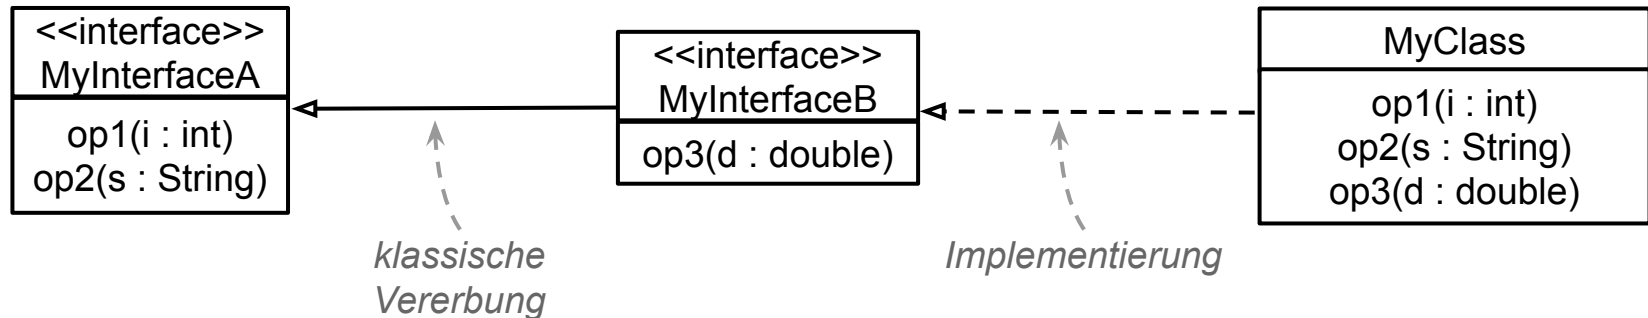 <<interface>>
MyInterfaceA
op1(i : int)
op2(s : String)
<<interface>>
MyInterfaceB
op3(d : double)
MyClass
op1(i : int)
op2(s : String)
op3(d : double)
klassische
Vererbung
Implementierung